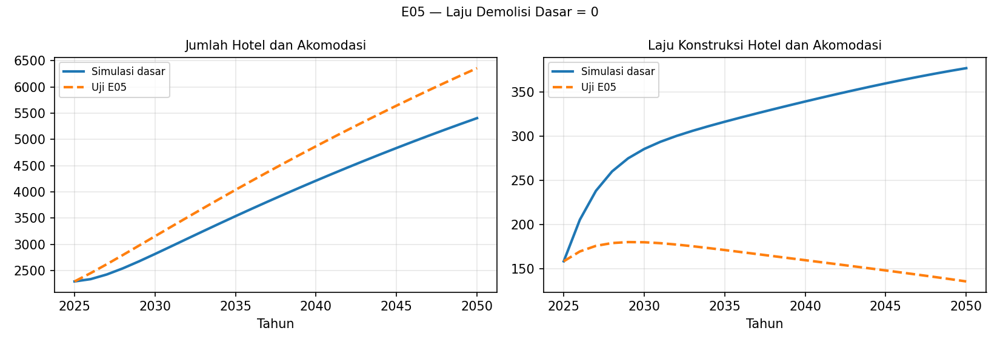 E05 — Laju Demolisi Dasar = 0
Jumlah Hotel dan Akomodasi
6500
6000
5500
5000
4500
4000
3500
3000
2500
Simulasi dasar
Uji E05
2025 2030 2035 2040 2045 2050
Tahun
Laju Konstruksi Hotel dan Akomodasi
350
300
250
200
150
Simulasi dasar
Uji E05
2025 2030 2035 2040 2045 2050
Tahun